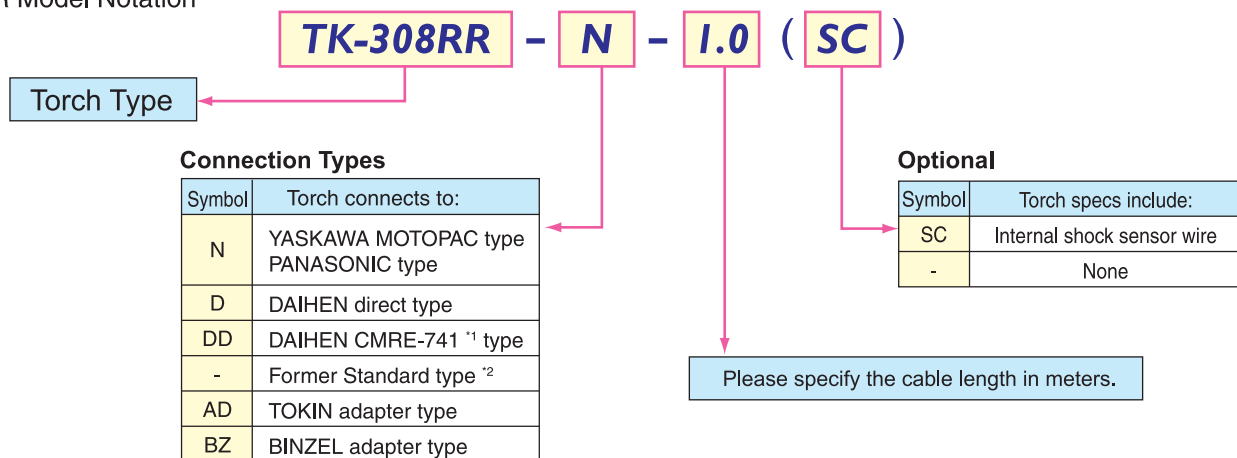 R Model Notation
TK-308RR – N – 1.0 ( SC )
Torch Type
Connection Types
Symbol Torch connects to:
N YASKAWA MOTOPAC type
PANASONIC type
D DAIHEN direct type
DD DAIHEN CMRE-741 *1 type
- Former Standard type *2
AD TOKIN adapter type
BZ BINZEL adapter type
Optional
Symbol Torch specs include:
SC Internal shock sensor wire
- None
Please specify the cable length in meters.